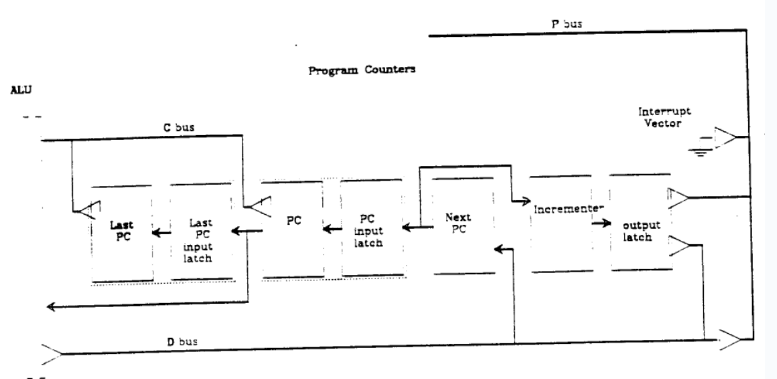 P bus
Program Counters
ALU
Interrupt
Vector
C bus
Last
PC
Last
PC
input
latch
PC
PC
input
latch
Next
PC
Incrementer
output
latch
D bus